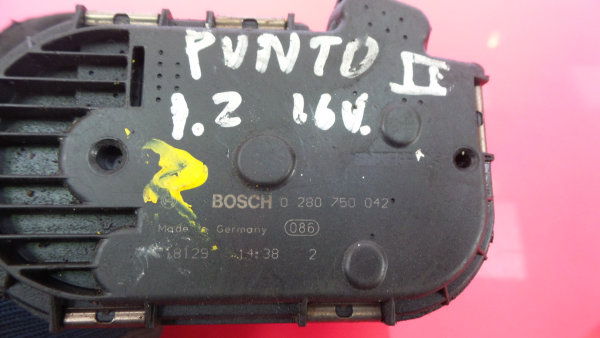 PUNTO II
1.2 16V.
BOSCH 0 280 750 042
Made in Germany 086
18129 14:38 2